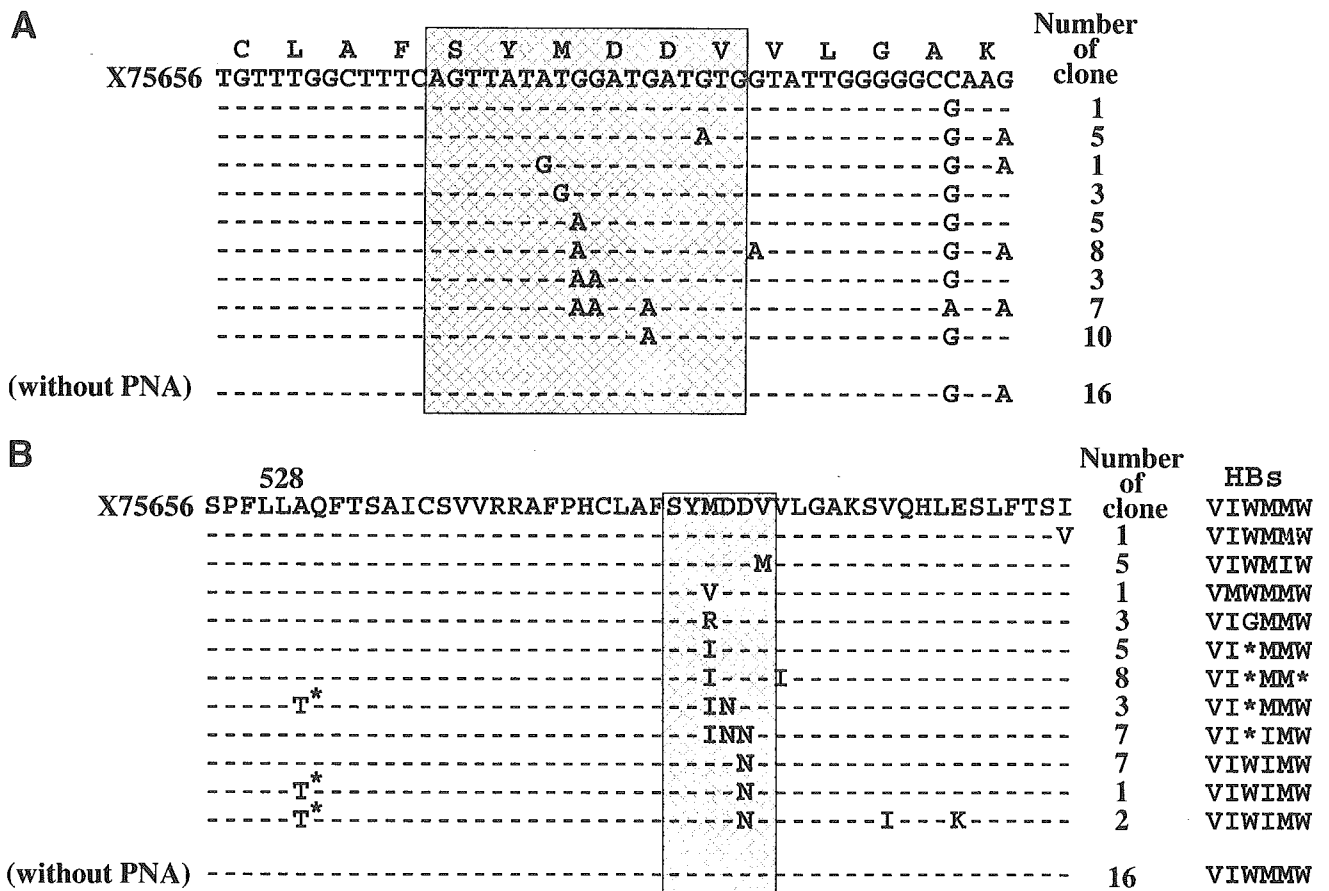 A
Number
of
clone
C L A F S Y M D D V V L G A K
X75656 TGTTTGGCTTTCAGTTATATGGATGATGTGGTATTGGGGGCCAAG
-----------------------------------------G--- 1
---------------------------A-------------G--A 5
------------------G----------------------G--A 1
-------------------G---------------------G--- 3
--------------------A--------------------G--- 5
--------------------A---------A----------G--A 8
--------------------AA-------------------G--- 3
--------------------AA--A----------------A--A 7
------------------------A----------------G--- 10
(without PNA) -----------------------------------------G--A 16
B
Number
of
clone
HBs
528
X75656 SPFLLAQFTSAICSVVRRAFPHCLAFSYMDDVVLGAKSVQHLESLFTSI VIWMMW
------------------------------------------------V 1 VIWMMW
-------------------------------M----------------- 5 VIWMIW
----------------------------V-------------------- 1 VMWMMW
----------------------------R-------------------- 3 VIGMMW
----------------------------I-------------------- 5 VI*MMW
----------------------------I---I---------------- 8 VI*MM*
-----T*----------------------IN------------------- 3 VI*MMW
----------------------------INN------------------ 7 VI*IMW
------------------------------N------------------ 7 VIWIMW
-----T*------------------------N------------------ 1 VIWIMW
-----T*------------------------N-------I---K------ 2 VIWIMW
(without PNA) ------------------------------------------------- 16 VIWMMW